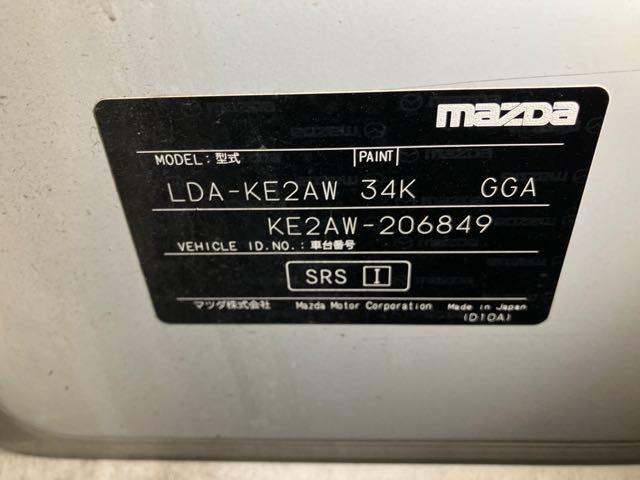 mazda
MODEL: 型式 PAINT
LDA-KE2AW 34K GGA
KE2AW-206849
VEHICLE ID.NO.: 車台番号
SRS I
マツダ株式会社 Mazda Motor Corporation Made in Japan
(D10A)